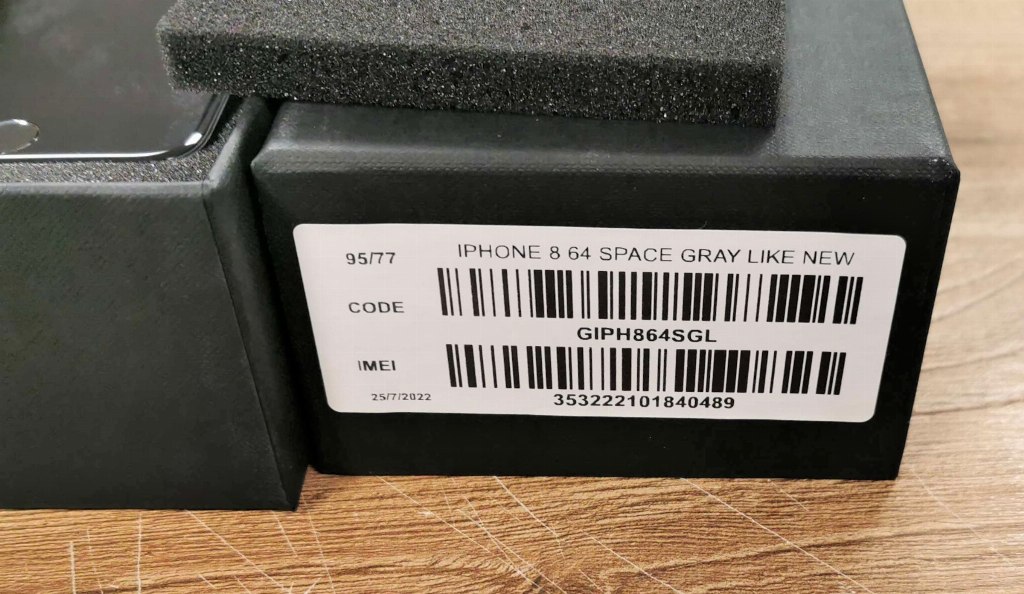 95/77
IPHONE 8 64 SPACE GRAY LIKE NEW
CODE
GIPH864SGL
IMEI
353222101840489
25/7/2022